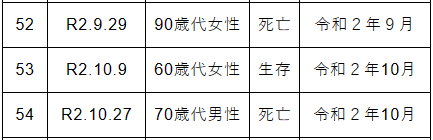 52 R2.9.29 90歳代女性 死亡 令和２年９月
53 R2.10.9 60歳代女性 生存 令和２年10月
54 R2.10.27 70歳代男性 死亡 令和２年10月